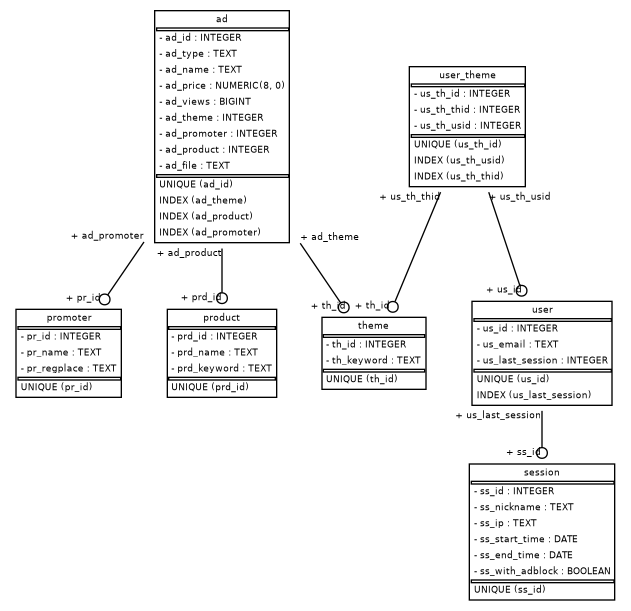 ad
- ad_id : INTEGER
- ad_type : TEXT
- ad_name : TEXT
- ad_price : NUMERIC(8, 0)
- ad_views : BIGINT
- ad_theme : INTEGER
- ad_promoter : INTEGER
- ad_product : INTEGER
- ad_file : TEXT
UNIQUE (ad_id)
INDEX (ad_theme)
INDEX (ad_product)
INDEX (ad_promoter)
user_theme
- us_th_id : INTEGER
- us_th_thid : INTEGER
- us_th_usid : INTEGER
UNIQUE (us_th_id)
INDEX (us_th_usid)
INDEX (us_th_thid)
+ us_th_thid
+ us_th_usid
+ ad_promoter
+ ad_product
+ ad_theme
+ pr_id
+ prd_id
+ th_id
+ th_id
+ us_id
promoter
- pr_id : INTEGER
- pr_name : TEXT
- pr_regplace : TEXT
UNIQUE (pr_id)
product
- prd_id : INTEGER
- prd_name : TEXT
- prd_keyword : TEXT
UNIQUE (prd_id)
theme
- th_id : INTEGER
- th_keyword : TEXT
UNIQUE (th_id)
user
- us_id : INTEGER
- us_email : TEXT
- us_last_session : INTEGER
UNIQUE (us_id)
INDEX (us_last_session)
+ us_last_session
+ ss_id
session
- ss_id : INTEGER
- ss_nickname : TEXT
- ss_ip : TEXT
- ss_start_time : DATE
- ss_end_time : DATE
- ss_with_adblock : BOOLEAN
UNIQUE (ss_id)